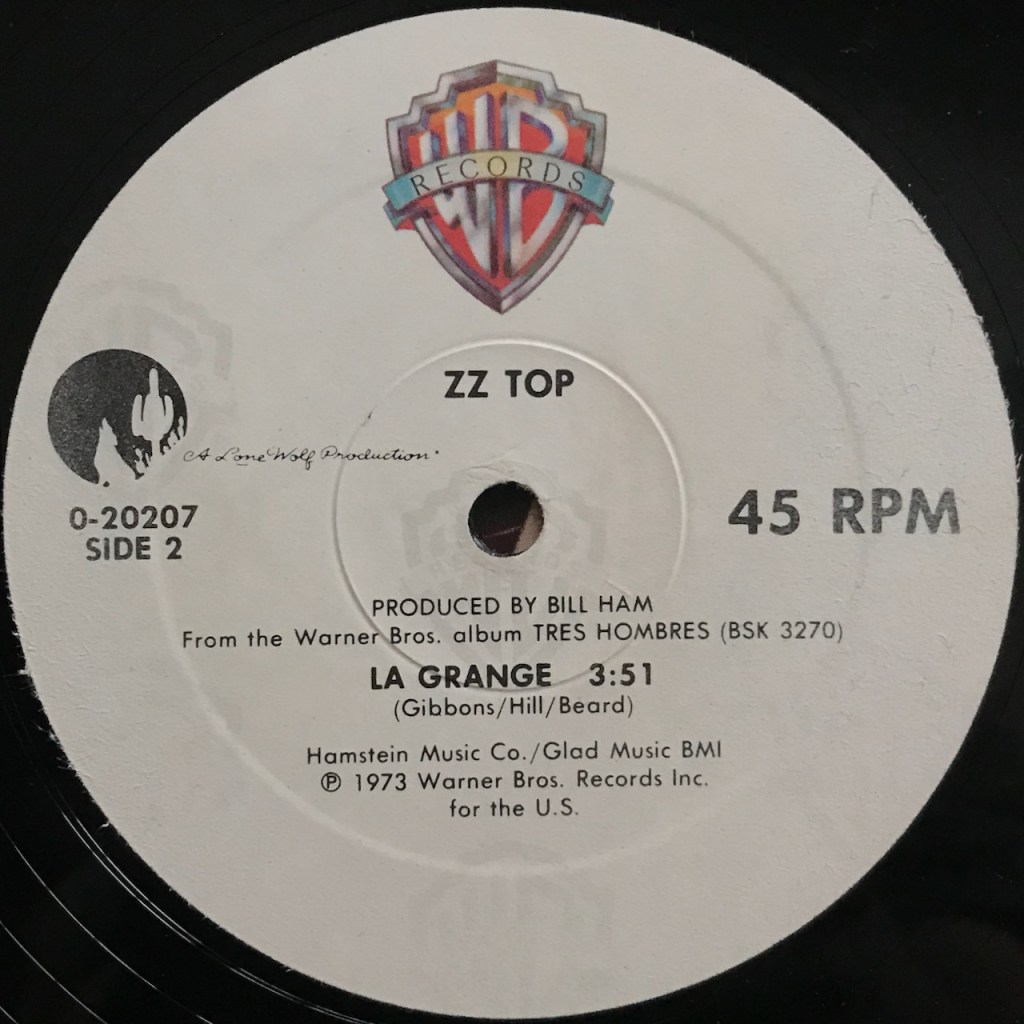 WB
RECORDS
ZZ TOP
A Lone Wolf Production
0-20207
SIDE 2
45 RPM
PRODUCED BY BILL HAM
From the Warner Bros. album TRES HOMBRES (BSK 3270)
LA GRANGE 3:51
(Gibbons/Hill/Beard)
Hamstein Music Co./Glad Music BMI
℗ 1973 Warner Bros. Records Inc.
for the U.S.